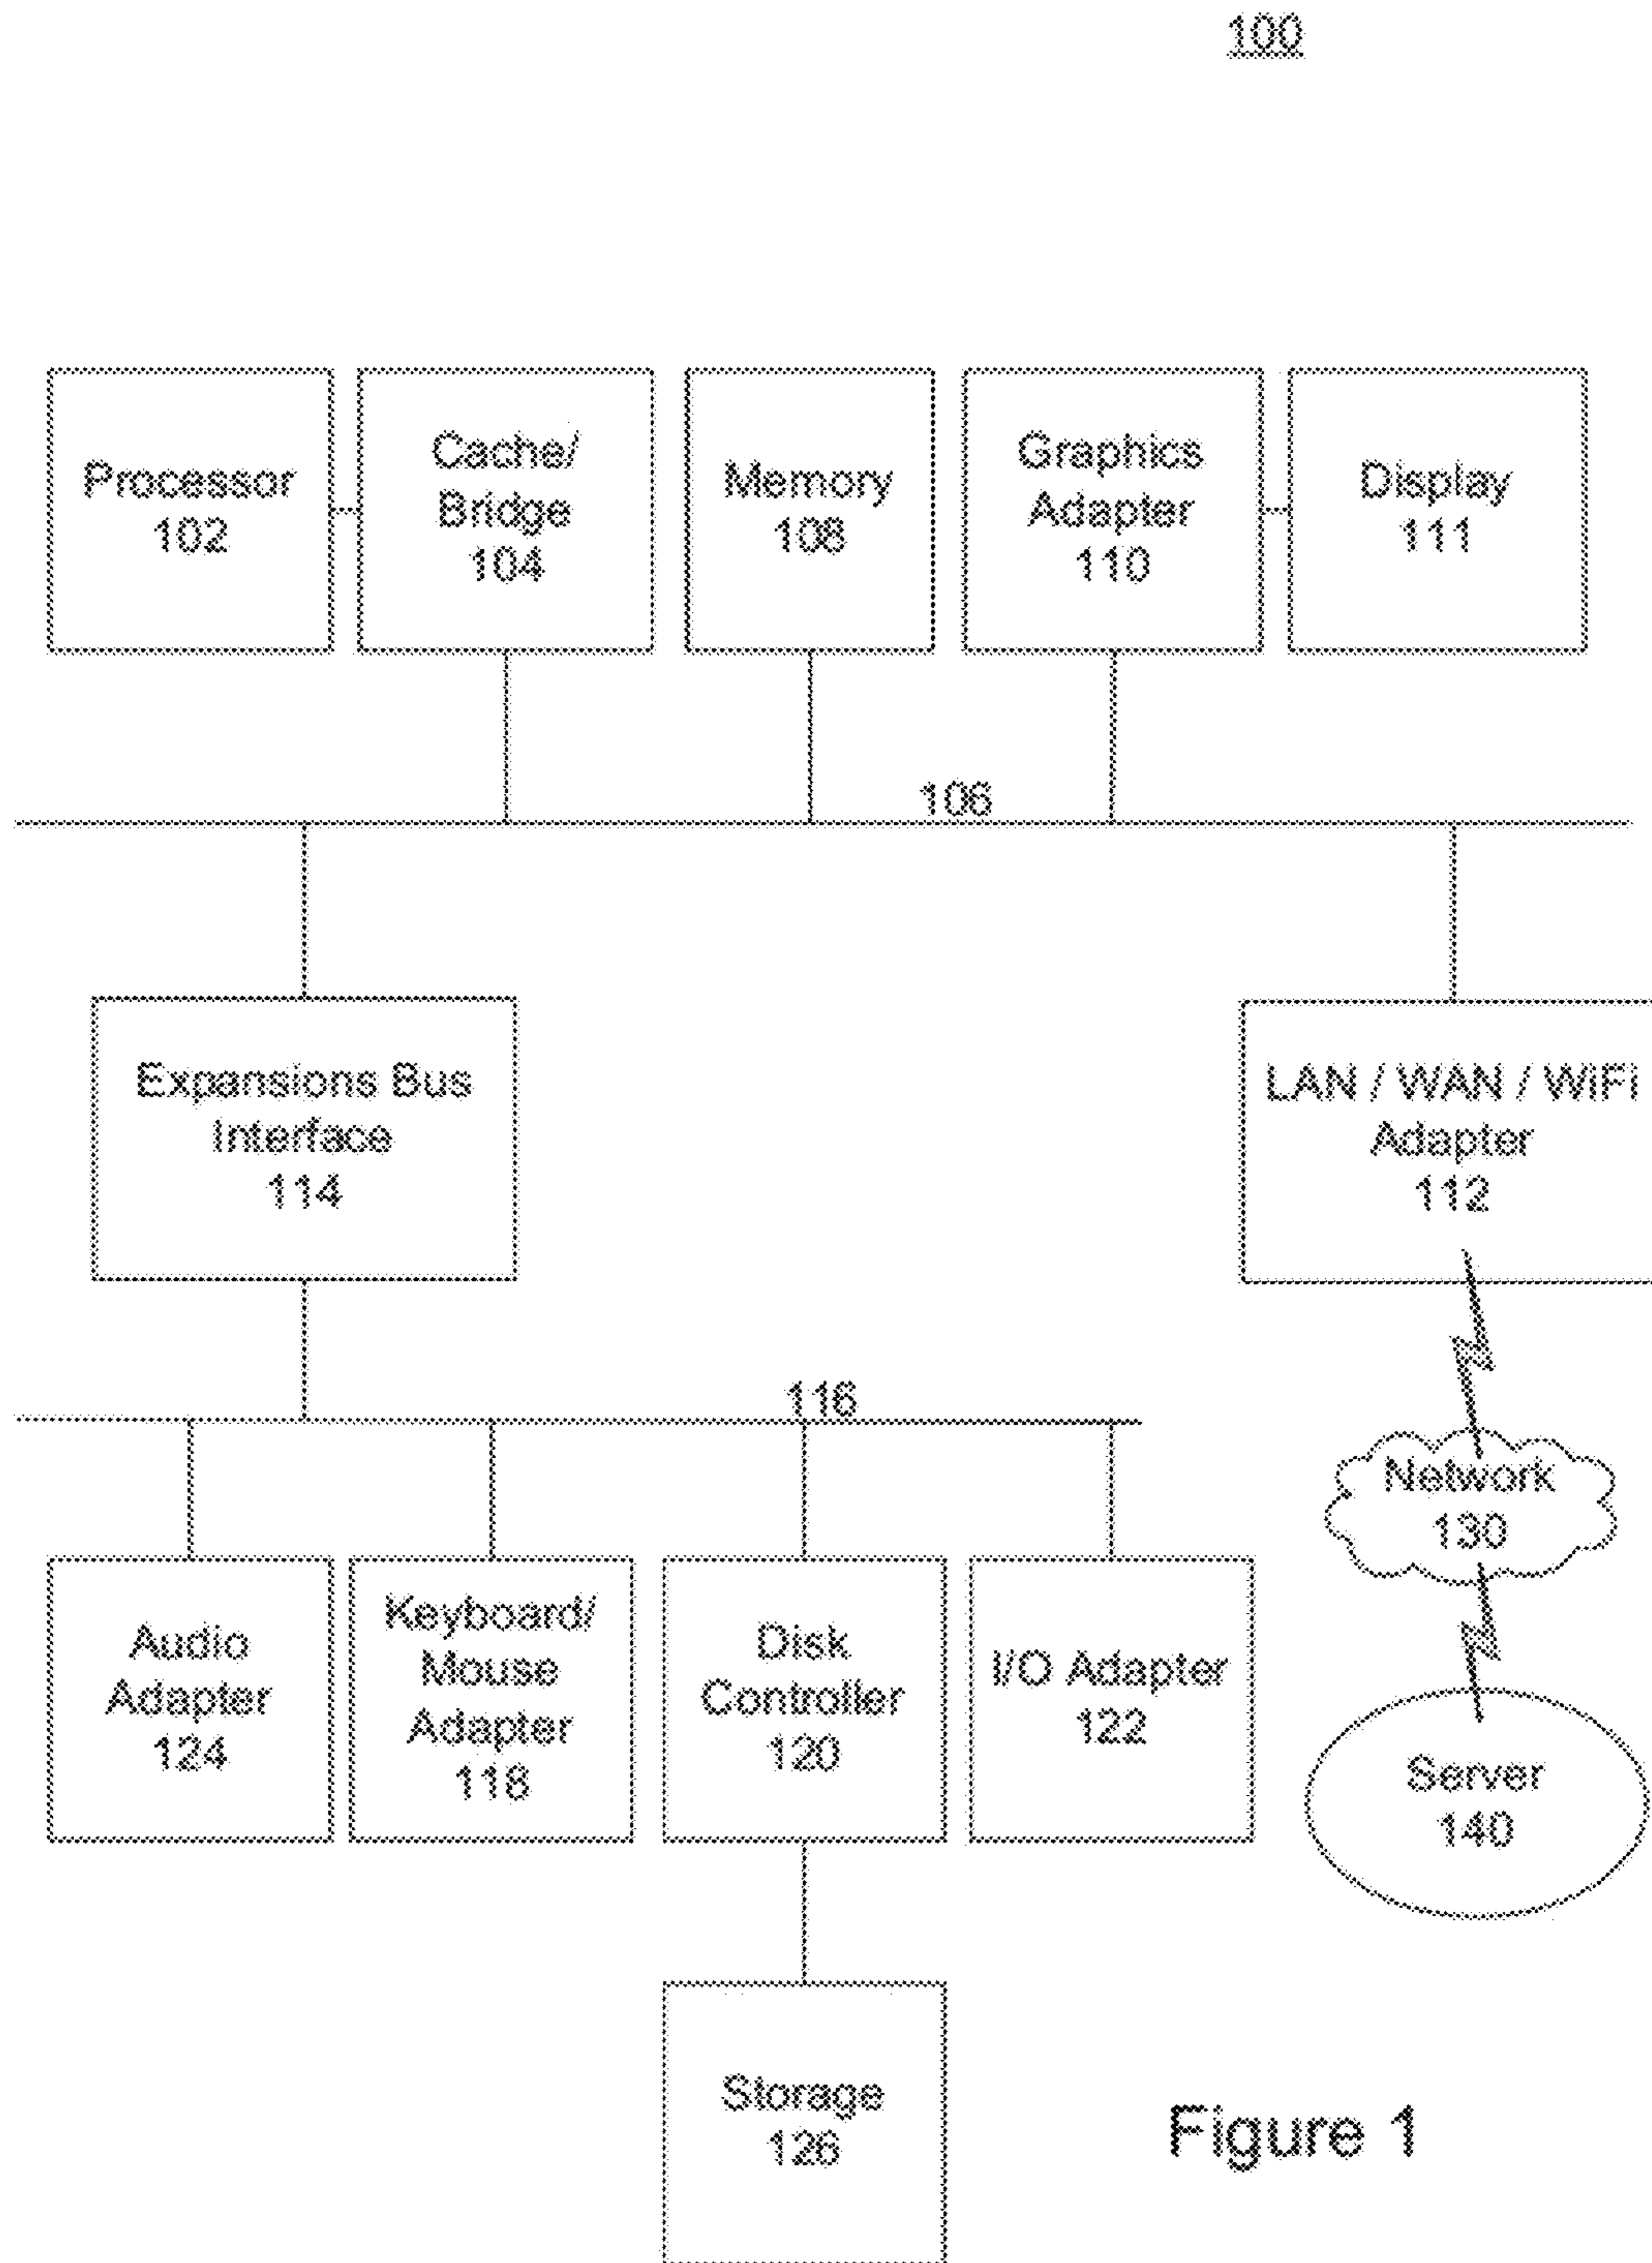 100
Processor
102
Cache/
Bridge
104
Memory
108
Graphics
Adapter
110
Display
111
106
Expansions Bus
Interface
114
LAN / WAN / WiFi
Adapter
112
116
Network
130
Audio
Adapter
124
Keyboard/
Mouse
Adapter
118
Disk
Controller
120
I/O Adapter
122
Server
140
Storage
126
Figure 1